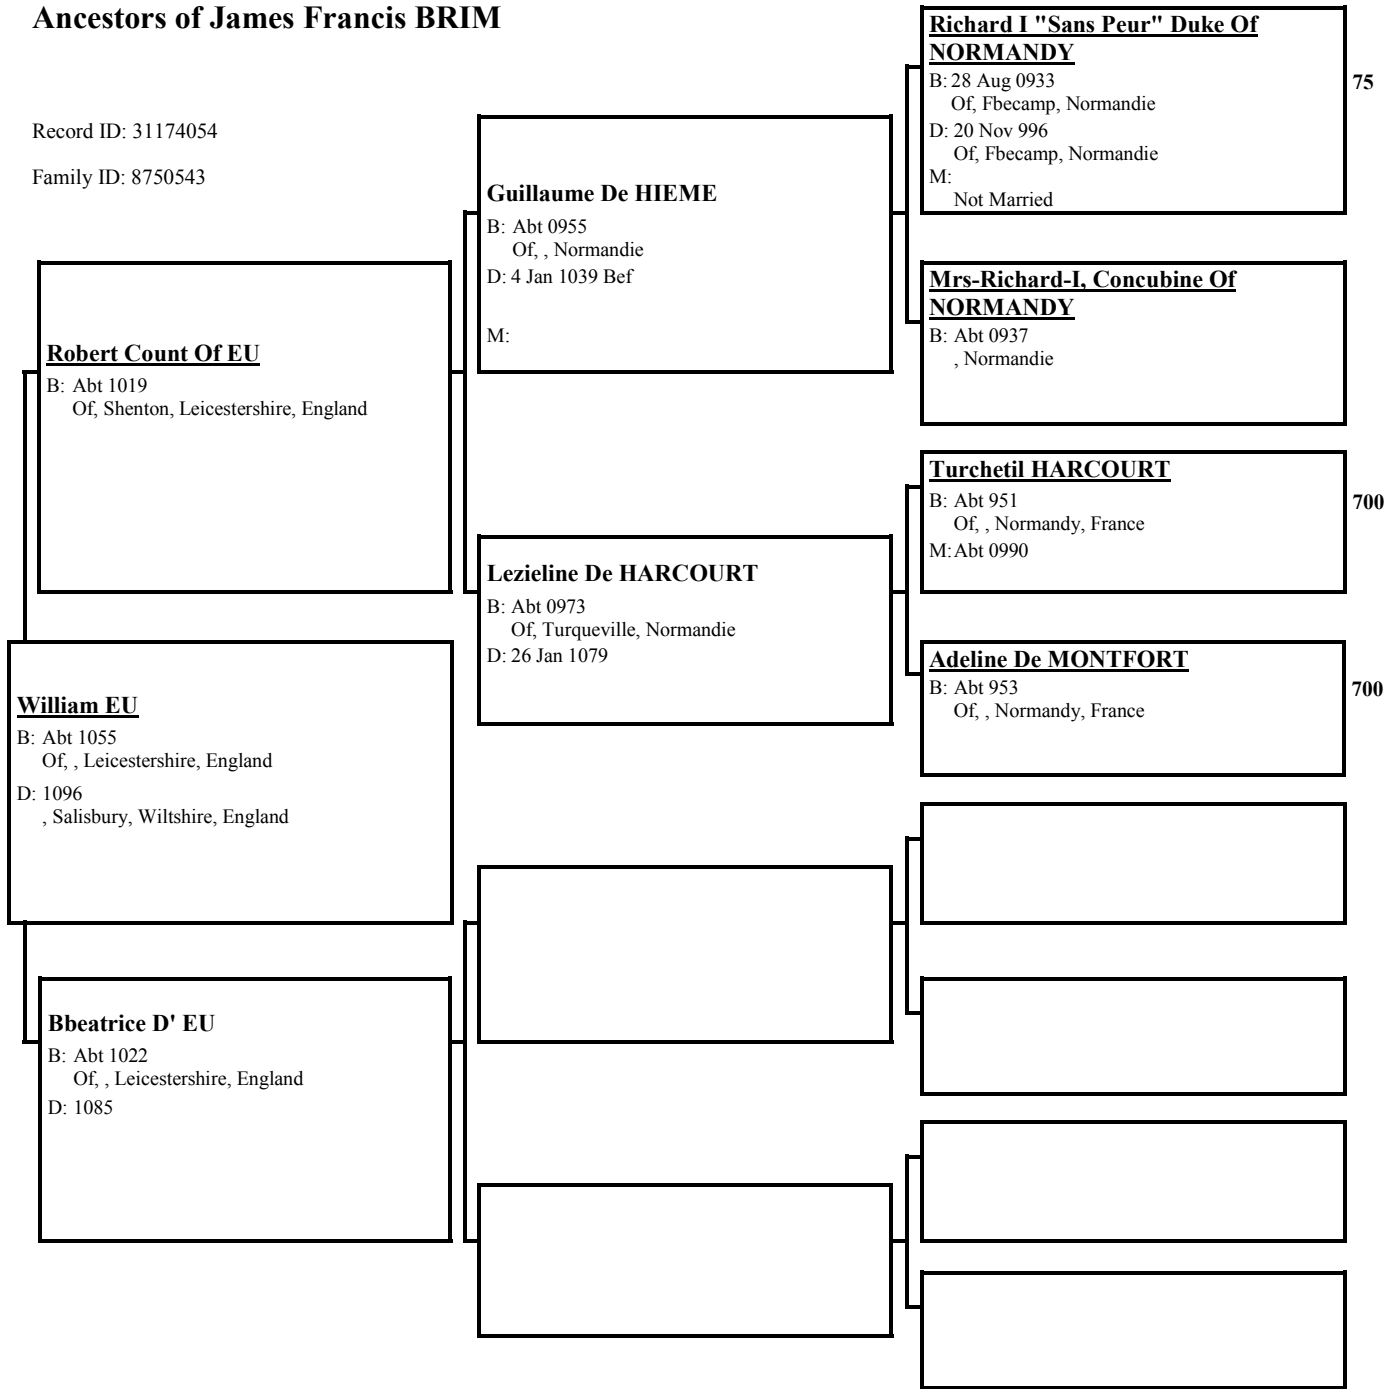 Ancestors of James Francis BRIM
Record ID: 31174054
Family ID: 8750543
William EU
B: Abt 1055
Of, , Leicestershire, England
D: 1096
, Salisbury, Wiltshire, England
Robert Count Of EU
B: Abt 1019
Of, Shenton, Leicestershire, England
Bbeatrice D' EU
B: Abt 1022
Of, , Leicestershire, England
D: 1085
Guillaume De HIEME
B: Abt 0955
Of, , Normandie
D: 4 Jan 1039 Bef
M:
Lezieline De HARCOURT
B: Abt 0973
Of, Turqueville, Normandie
D: 26 Jan 1079
Richard I "Sans Peur" Duke Of
NORMANDY
B: 28 Aug 0933
Of, Fbecamp, Normandie
D: 20 Nov 996
Of, Fbecamp, Normandie
M:
Not Married
75
Mrs-Richard-I, Concubine Of
NORMANDY
B: Abt 0937
, Normandie
Turchetil HARCOURT
B: Abt 951
Of, , Normandy, France
M: Abt 0990
700
Adeline De MONTFORT
B: Abt 953
Of, , Normandy, France
700